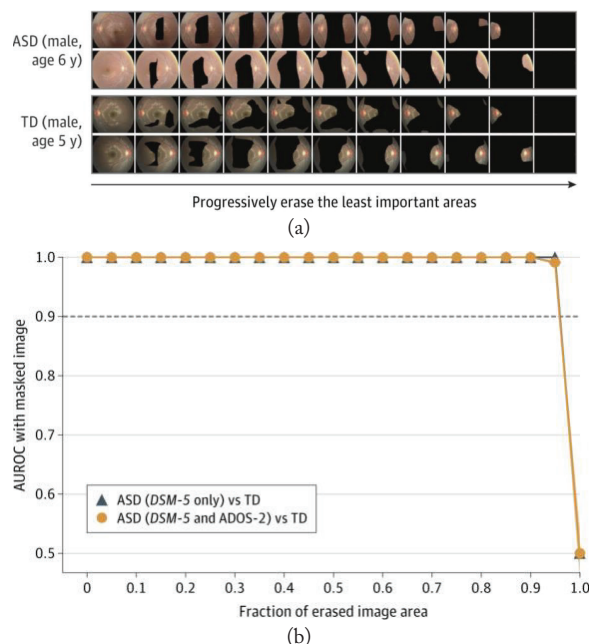 ASD (male,
age 6 y)
TD (male,
age 5 y)
Progressively erase the least important areas
(a)
1.0
0.9
0.8
0.7
0.6
0.5
AUROC with masked image
ASD (DSM-5 only) vs TD
ASD (DSM-5 and ADOS-2) vs TD
0 0.1 0.2 0.3 0.4 0.5 0.6 0.7 0.8 0.9 1.0
Fraction of erased image area
(b)